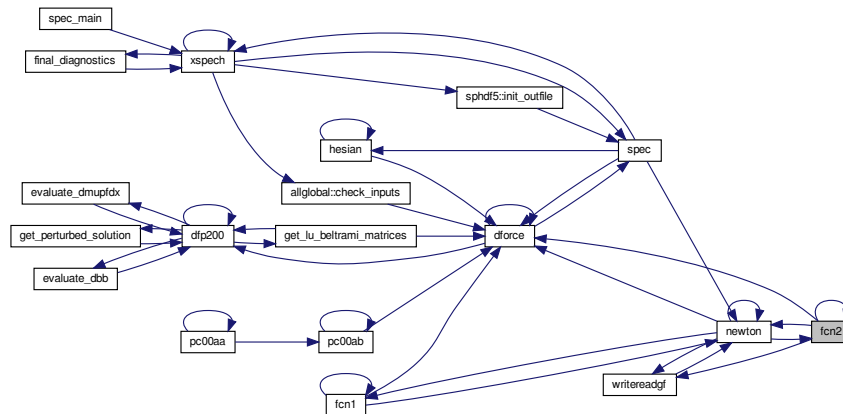 spec_main
final_diagnostics
xspech
sphdf5::init_outfile
hesian
spec
evaluate_dmupfdx
allglobal::check_inputs
get_perturbed_solution
dfp200
get_lu_beltrami_matrices
dforce
evaluate_dbb
pc00aa
pc00ab
newton
fcn2
writereadgf
fcn1